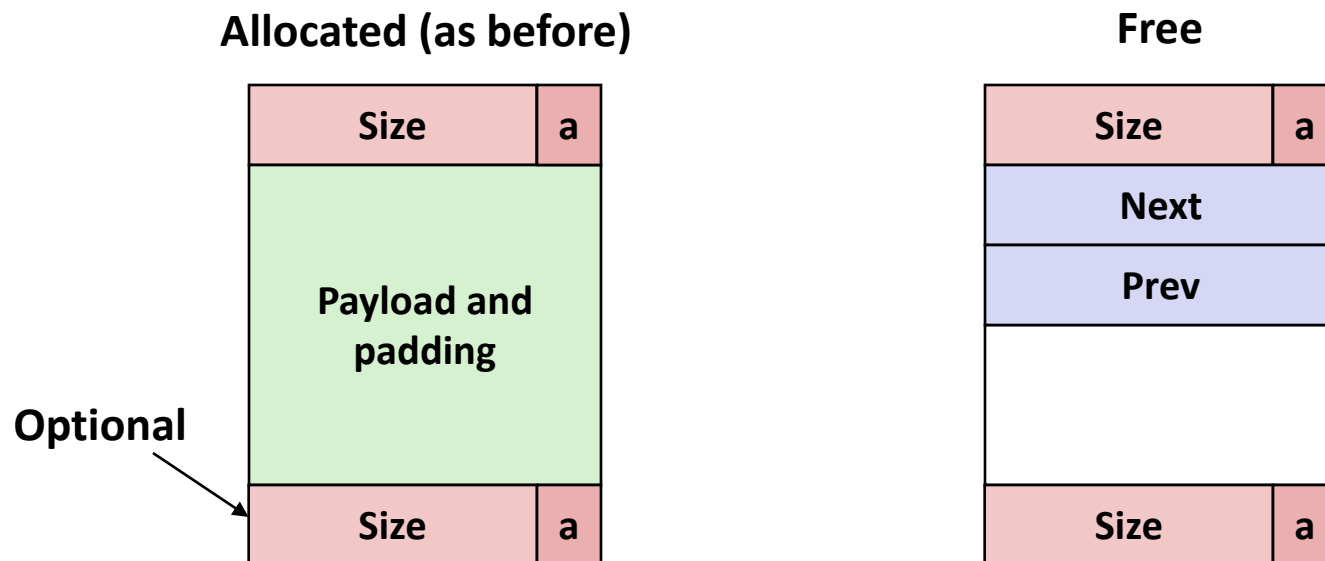 Allocated (as before)
Size a
Payload and
padding
Optional
Size a
Free
Size a
Next
Prev
Size a